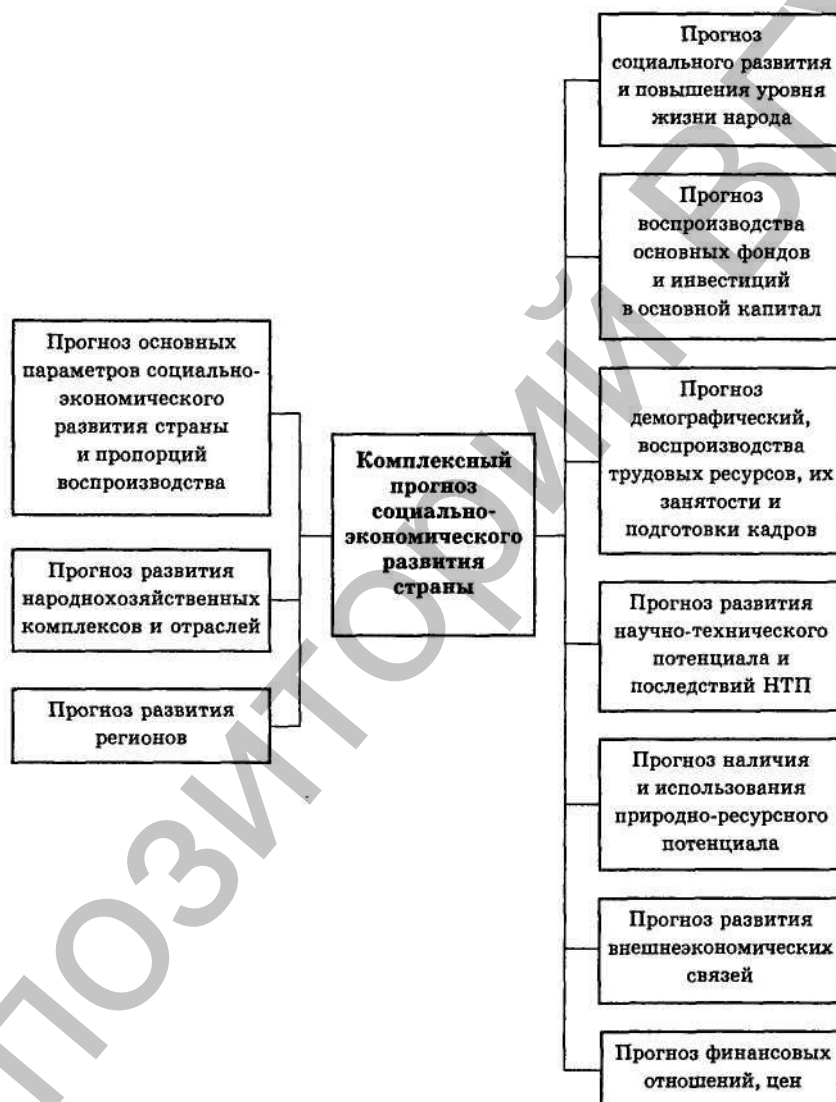 Прогноз основных
параметров социально-
экономического
развития страны
и пропорций
воспроизводства
Прогноз развития
народнохозяйственных
комплексов и отраслей
Прогноз развития
регионов
Комплексный
прогноз
социально-
экономического
развития
страны
Прогноз
социального развития
и повышения уровня
жизни народа
Прогноз
воспроизводства
основных фондов
и инвестиций
в основной капитал
Прогноз
демографический,
воспроизводства
трудовых ресурсов, их
занятости и
подготовки кадров
Прогноз развития
научно-технического
потенциала и
последствий НТП
Прогноз наличия
и использования
природно-ресурсного
потенциала
Прогноз развития
внешнеэкономических
связей
Прогноз финансовых
отношений, цен